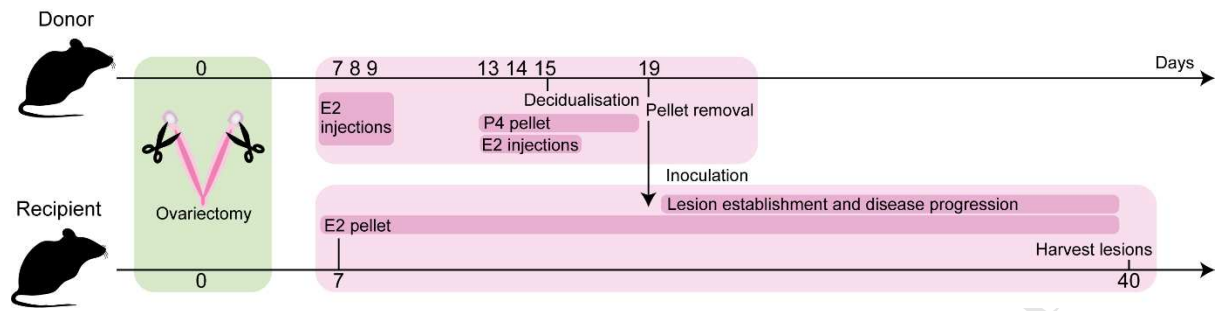 Donor
0
7 8 9
13 14 15
19
Days
Decidualisation
Pellet removal
E2
injections
P4 pellet
E2 injections
Ovariectomy
Inoculation
Lesion establishment and disease progression
Recipient
E2 pellet
Harvest lesions
0
7
40